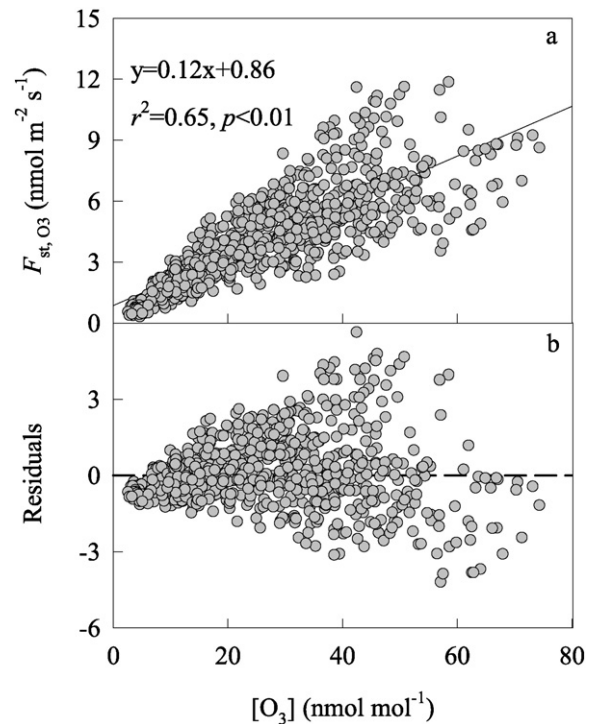 15
a
y=0.12x+0.86
12
r²=0.65, p<0.01
9
6
3
0
F st, O3 (nmol m⁻² s⁻¹)
b
3
0
-3
-6
Residuals
0 20 40 60 80
[O₃] (nmol mol⁻¹)